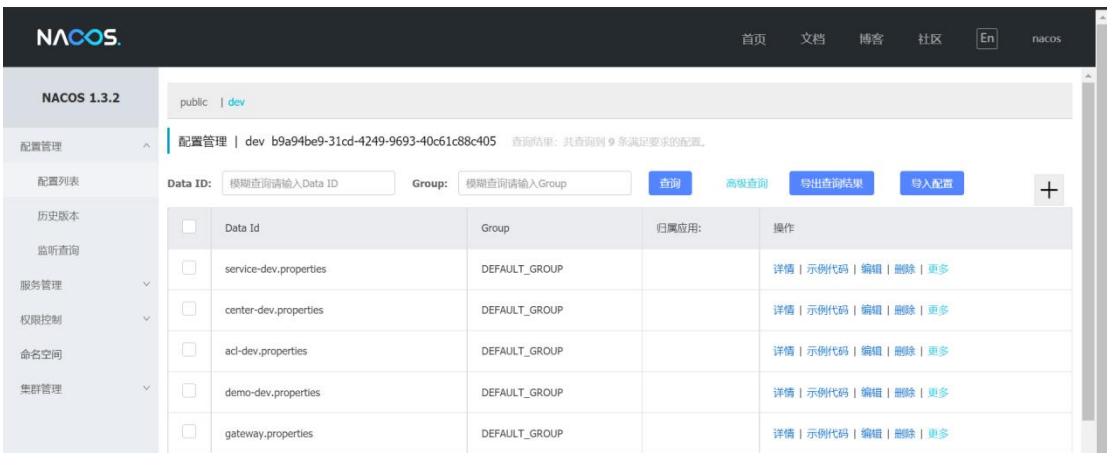 NACOS.
首页 文档 博客 社区 En nacos
NACOS 1.3.2
public | dev
配置管理
配置管理 | dev b9a94be9-31cd-4249-9693-40c61c88c405 查询结果：共查询到 9 条满足要求的配置。
配置列表
Data ID: 模糊查询请输入Data ID Group: 模糊查询请输入Group 查询 高级查询 导出查询结果 导入配置
历史版本
Data Id Group 归属应用: 操作
监听查询
service-dev.properties DEFAULT_GROUP 详情 | 示例代码 | 编辑 | 删除 | 更多
服务管理
center-dev.properties DEFAULT_GROUP 详情 | 示例代码 | 编辑 | 删除 | 更多
权限控制
命名空间
acl-dev.properties DEFAULT_GROUP 详情 | 示例代码 | 编辑 | 删除 | 更多
集群管理
demo-dev.properties DEFAULT_GROUP 详情 | 示例代码 | 编辑 | 删除 | 更多
gateway.properties DEFAULT_GROUP 详情 | 示例代码 | 编辑 | 删除 | 更多